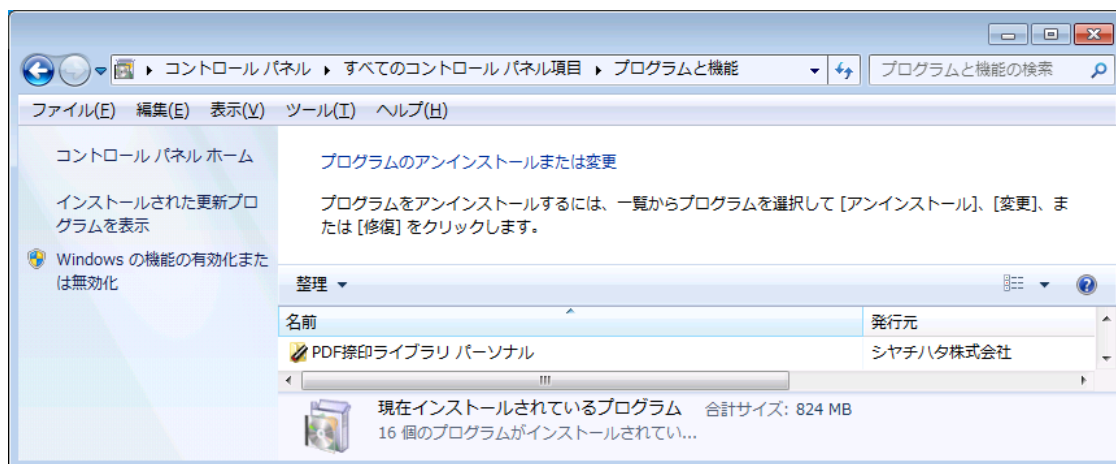 コントロール パネル ▸ すべてのコントロール パネル項目 ▸ プログラムと機能
プログラムと機能の検索
ファイル(F) 編集(E) 表示(V) ツール(T) ヘルプ(H)
コントロール パネル ホーム
インストールされた更新プロ
グラムを表示
Windows の機能の有効化また
は無効化
プログラムのアンインストールまたは変更
プログラムをアンインストールするには、一覧からプログラムを選択して [アンインストール]、[変更]、ま
たは [修復] をクリックします。
整理
名前 発行元
PDF捺印ライブラリ パーソナル シヤチハタ株式会社
現在インストールされているプログラム 合計サイズ: 824 MB
16 個のプログラムがインストールされてい...